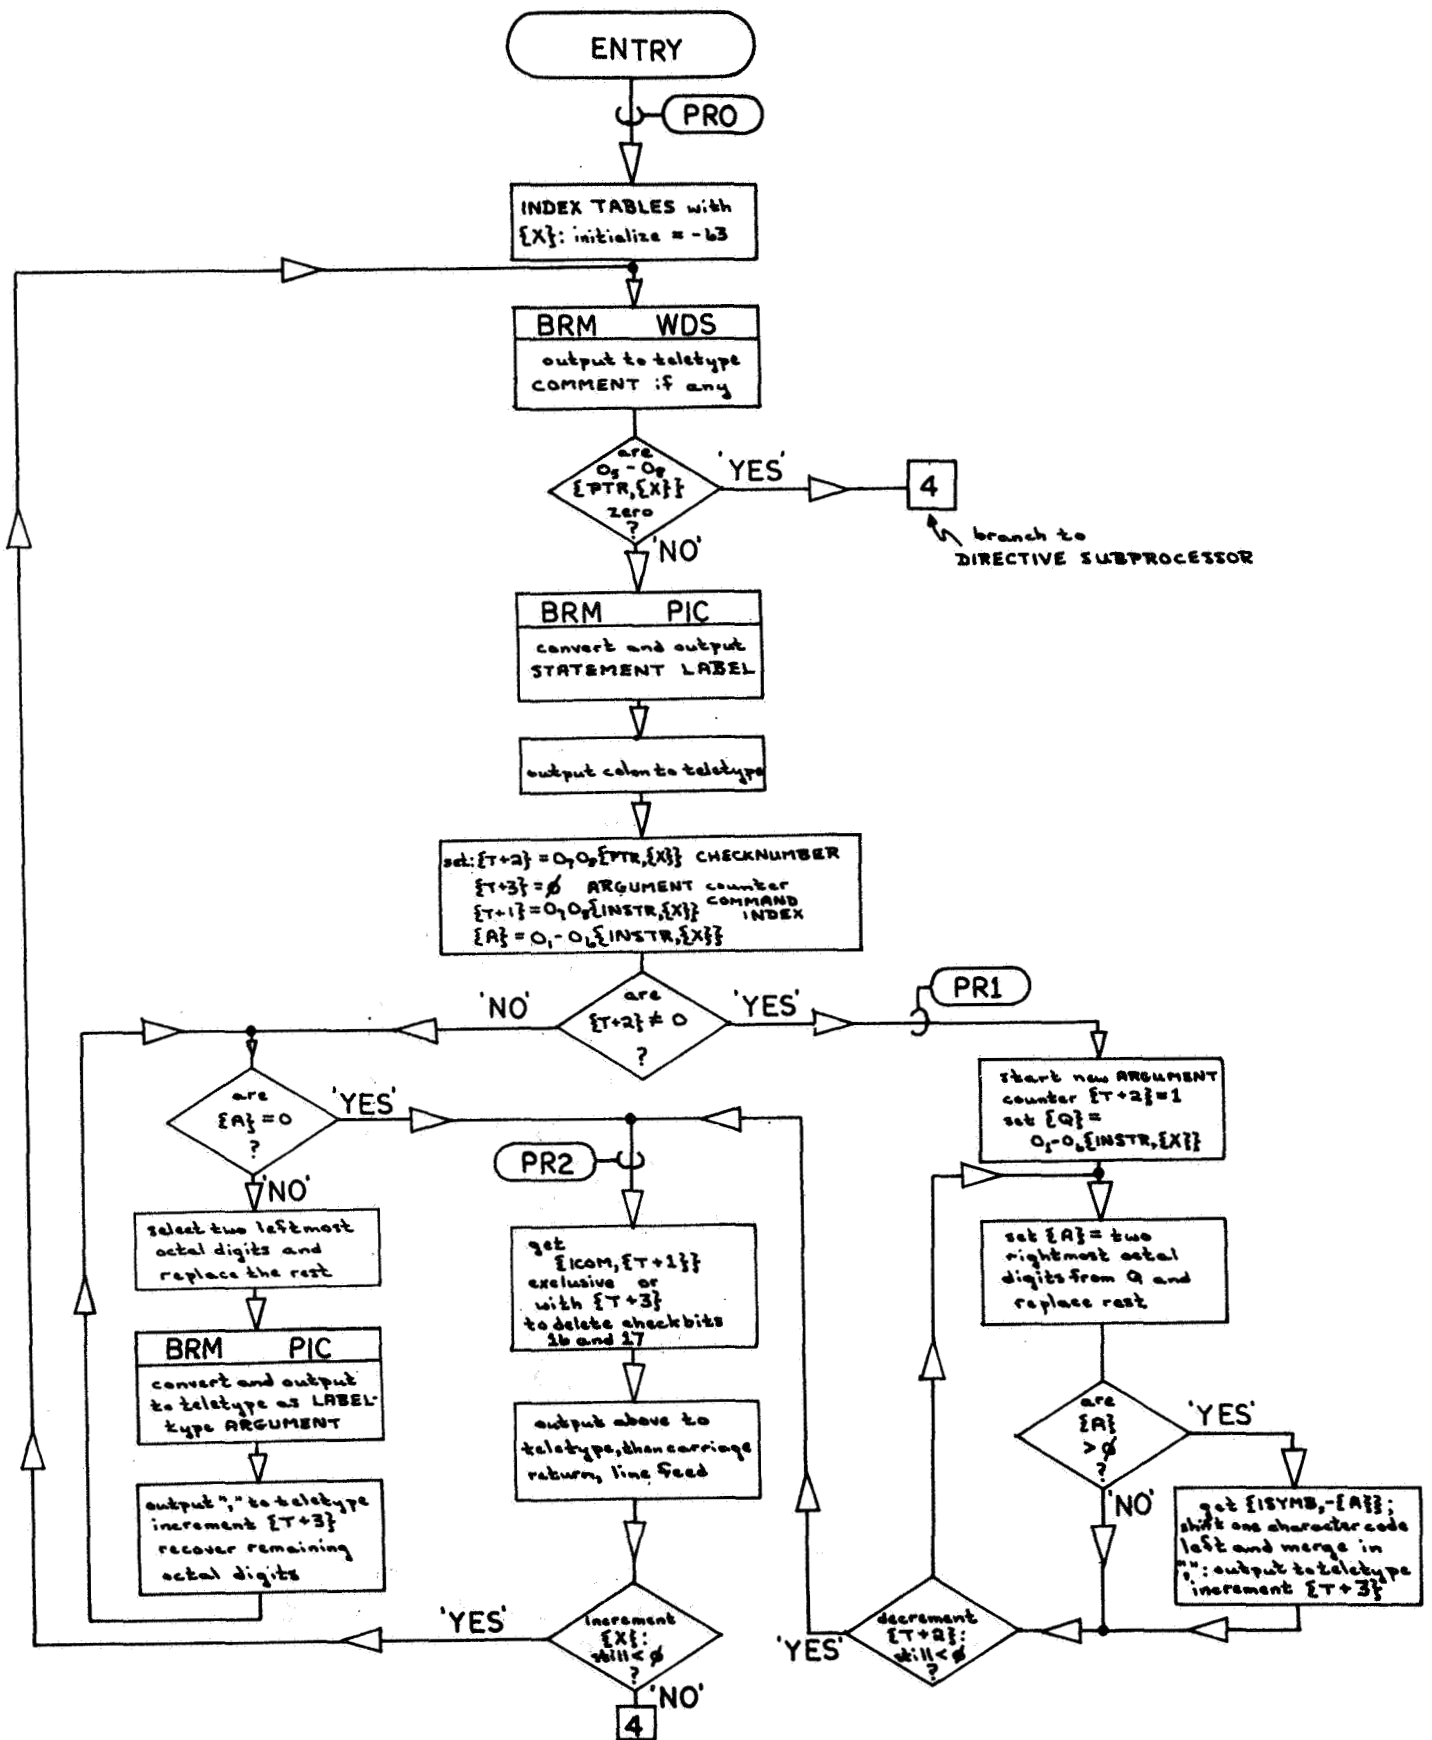 ENTRY
PRO
INDEX TABLES with
{X}: initialize = -63
BRM WDS
output to teletype
COMMENT if any
are
O₅ - O₈
{PTR,{X}}
zero
?
'YES'
4
branch to
DIRECTIVE SUBPROCESSOR
'NO'
BRM PIC
convert and output
STATEMENT LABEL
output colon to teletype
set: {T+2} = O₇O₈{PTR,{X}} CHECKNUMBER
{T+3} = ϕ ARGUMENT counter
{T+1} = O₇O₈{INSTR,{X}} COMMAND
INDEX
{A} = O₁-O₆{INSTR,{X}}
are
{T+2} ≠ 0
?
'NO'
'YES'
PR1
are
{A} = 0
?
'YES'
'NO'
select two leftmost
octal digits and
replace the rest
BRM PIC
convert and output
to teletype as LABEL-
type ARGUMENT
output "," to teletype
increment {T+3}
recover remaining
octal digits
PR2
get
{ICOM,{T+1}}
exclusive or
with {T+3}
to delete checkbits
16 and 17
output above to
teletype, then carriage
return, line feed
increment
{X}:
still < ϕ
?
'YES'
'NO'
4
start new ARGUMENT
counter {T+2}=1
set {Q} =
O₁-O₆{INSTR,{X}}
set {A} = two
rightmost octal
digits from Q and
replace rest
are
{A}
> ϕ
?
'YES'
'NO'
get {ISYMB,-{A}};
shift one character code
left and merge in
",": output to teletype
increment {T+3}
decrement
{T+2}:
still < ϕ
?
'YES'